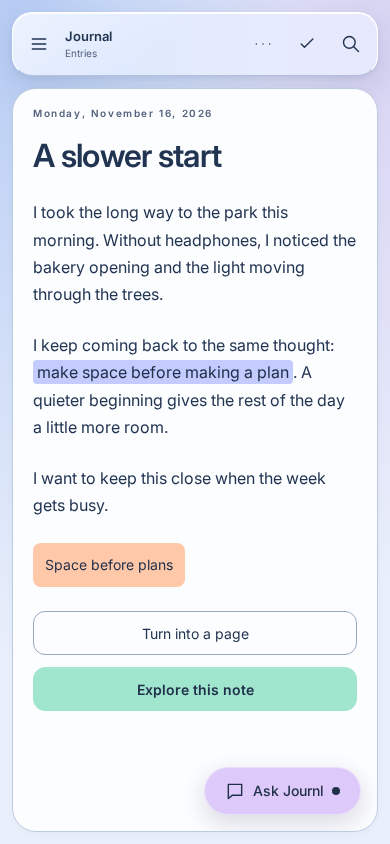 Journal
Entries
...
Monday, November 16, 2026
A slower start
I took the long way to the park this
morning. Without headphones, I noticed the
bakery opening and the light moving
through the trees.
I keep coming back to the same thought:
make space before making a plan. A
quieter beginning gives the rest of the day
a little more room.
I want to keep this close when the week
gets busy.
Space before plans
Turn into a page
Explore this note
Ask Journl